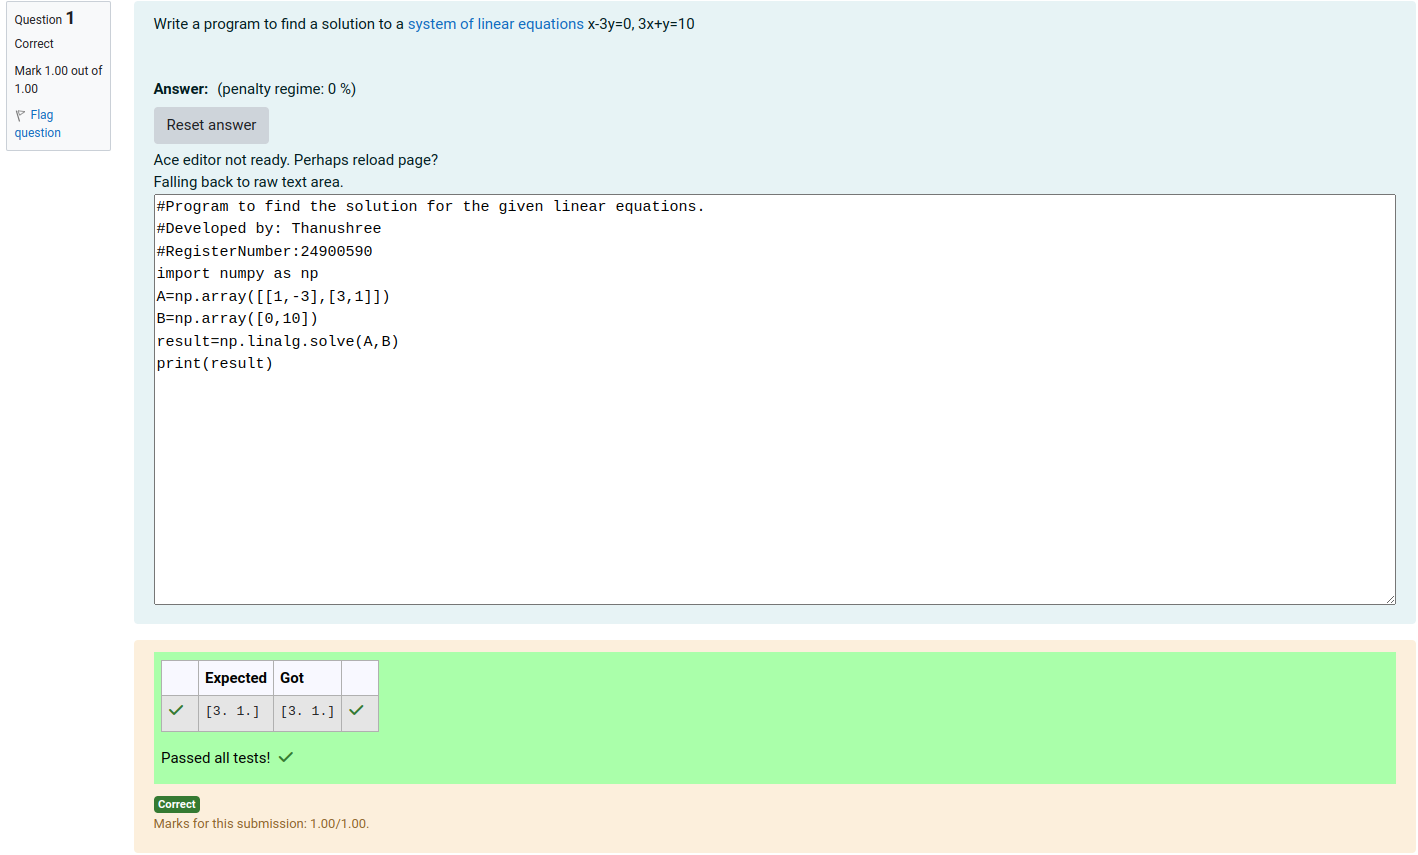 Question 1
Correct
Mark 1.00 out of
1.00
Flag
question
Write a program to find a solution to a system of linear equations x-3y=0, 3x+y=10
Answer: (penalty regime: 0 %)
Reset answer
Ace editor not ready. Perhaps reload page?
Falling back to raw text area.
#Program to find the solution for the given linear equations.
#Developed by: Thanushree
#RegisterNumber:24900590
import numpy as np
A=np.array([[1,-3],[3,1]])
B=np.array([0,10])
result=np.linalg.solve(A,B)
print(result)
Expected Got
[3. 1.] [3. 1.]
Passed all tests!
Correct
Marks for this submission: 1.00/1.00.